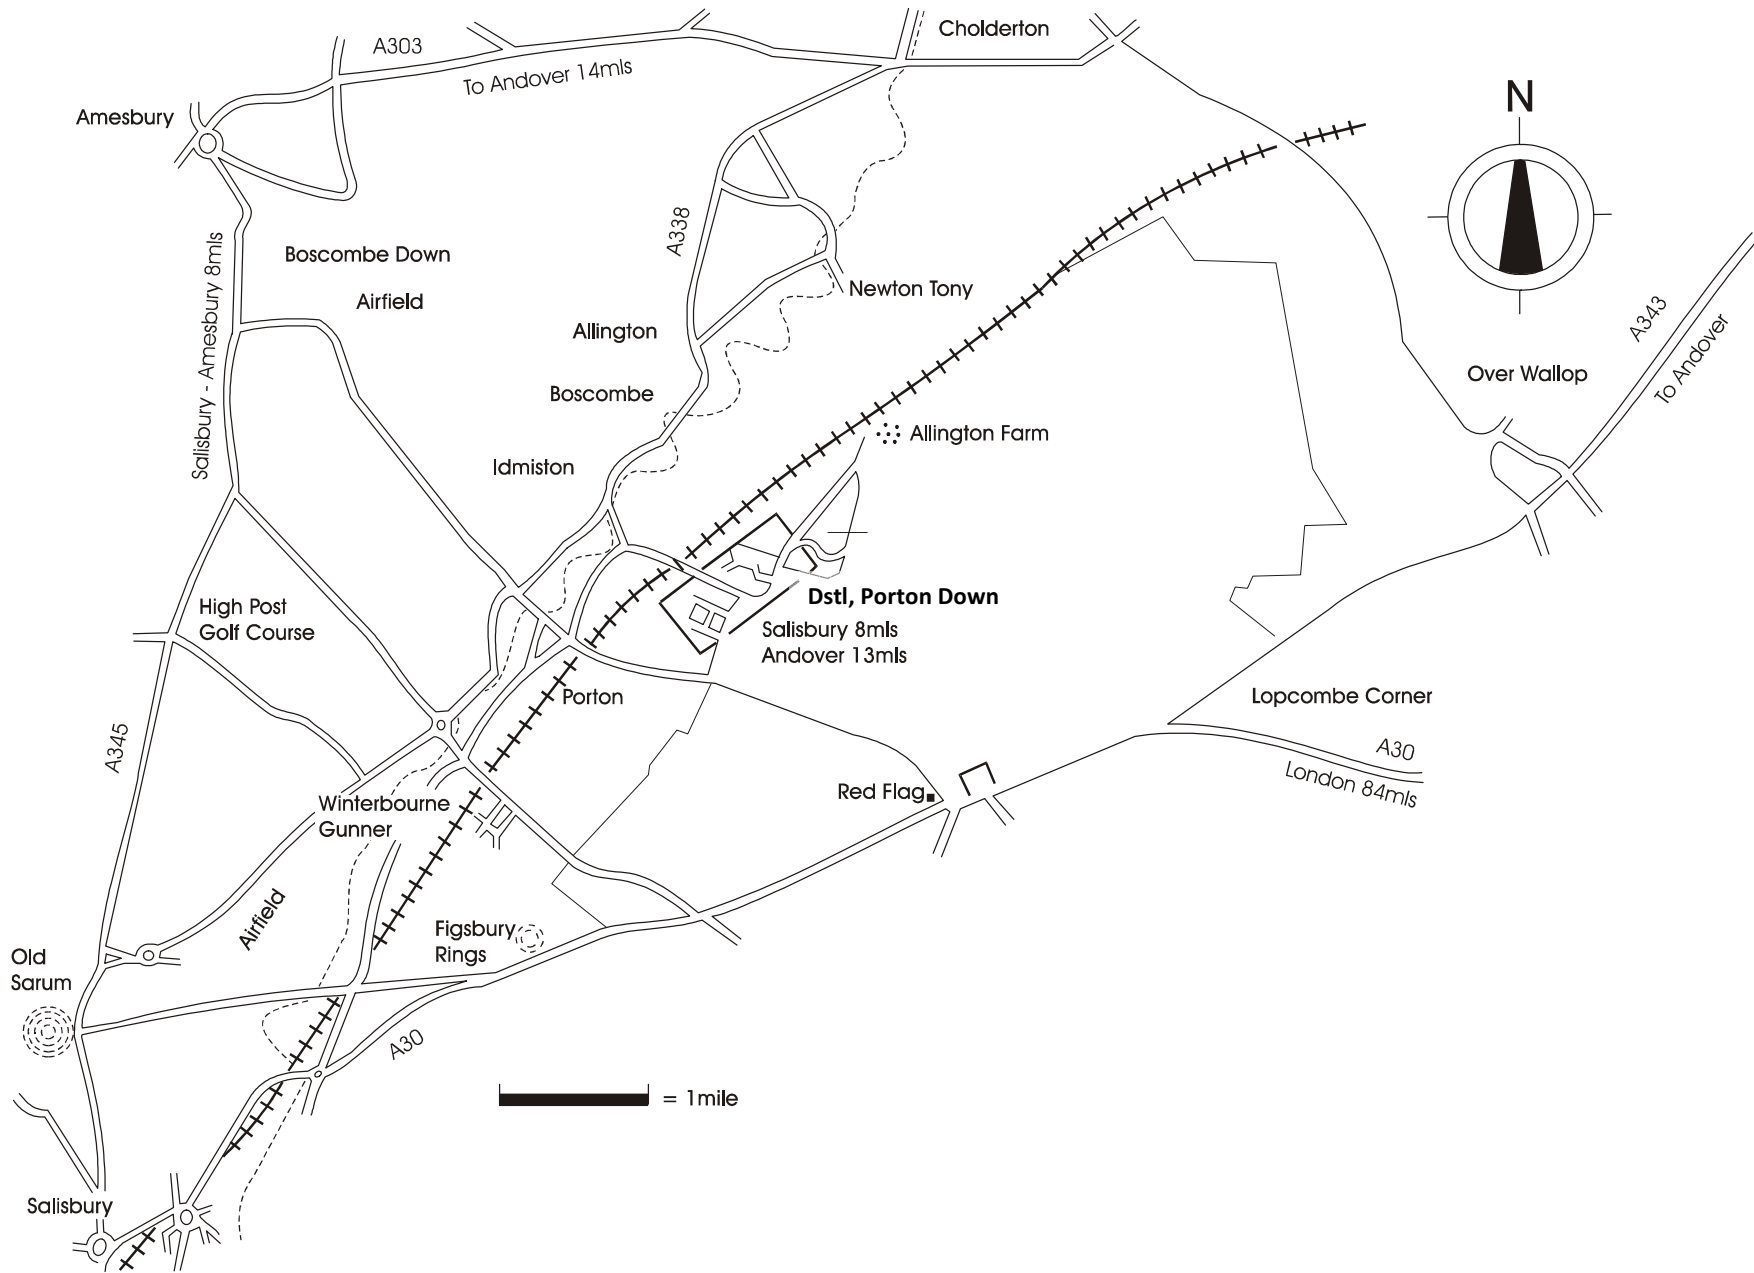 Cholderton
A303
To Andover 14mls
N
Amesbury
A338
Salisbury - Amesbury 8mls
Boscombe Down
Airfield
Newton Tony
Allington
A343
To Andover
Over Wallop
Boscombe
Allington Farm
Idmiston
High Post
Golf Course
Dstl, Porton Down
Salisbury 8mls
Andover 13mls
Porton
Lopcombe Corner
A345
A30
London 84mls
Red Flag
Winterbourne
Gunner
Airfield
Figsbury
Rings
Old
Sarum
A30
= 1mile
Salisbury